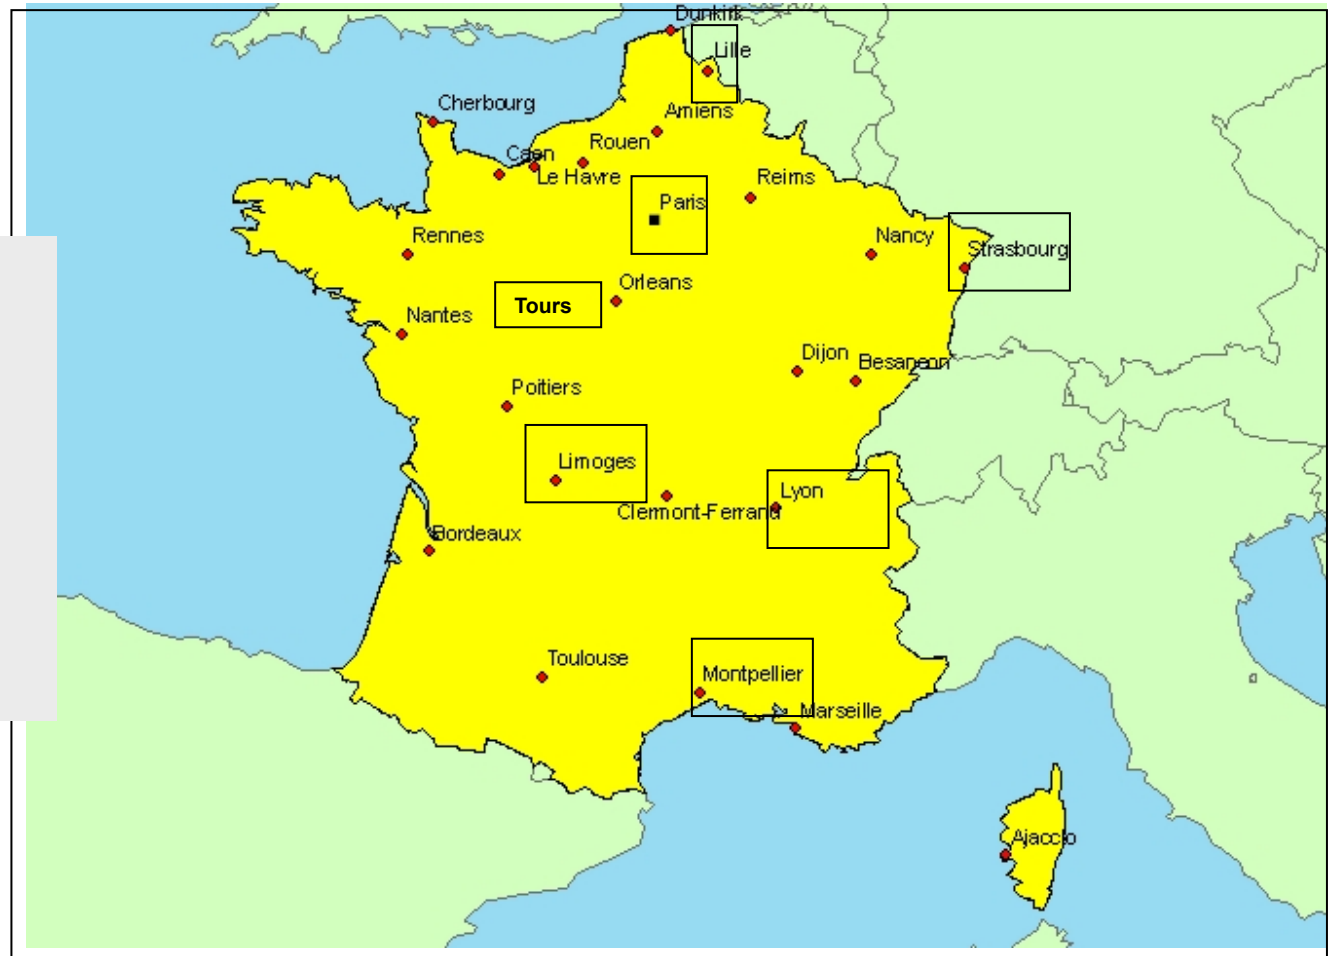 Dunkirk
Lille
Cherbourg
Amiens
Rouen
Caen
Le Havre
Reims
Paris
Rennes
Nancy
Strasbourg
Orleans
Tours
Nantes
Dijon
Besaneon
Poitiers
Limoges
Lyon
Clermont-Ferrand
Bordeaux
Toulouse
Montpellier
Marseille
Ajaccio